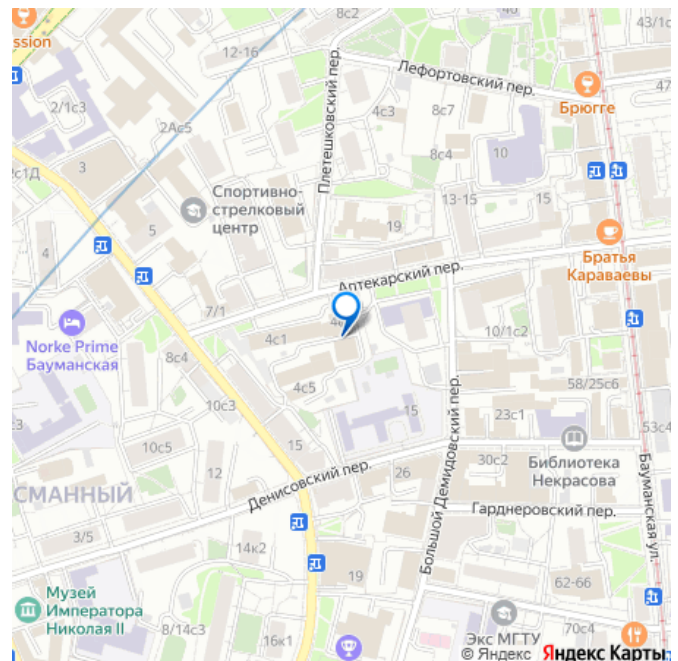 8с2
ssion
12-16
43/1с
Лефортовский пер.
47
Плетешковский пер.
4с3
8с7
Брюгге
2/1с3
2Ас5
8с4
10
3
2с1Д
Спортивно-
стрелковый
центр
13-15
15
5
19
4
Братья
Караваевы
Аптекарский пер.
7/1
4с1
10/1с2
Norke Prime
Бауманская
8с4
4с5
58/25с6
10с3
15
23с1
53с4
10с5
15
12
Денисовский пер.
26
30с2
Библиотека
Некрасова
СМАННЫЙ
Большой Демидовский пер.
Гарднеровский пер.
Бауманская ул.
3/5
14к2
19
62-66
Музей
Императора
Николая II
8/14с3
16к1
Экс МГТУ
70с4
© Яндекс Яндекс Карты